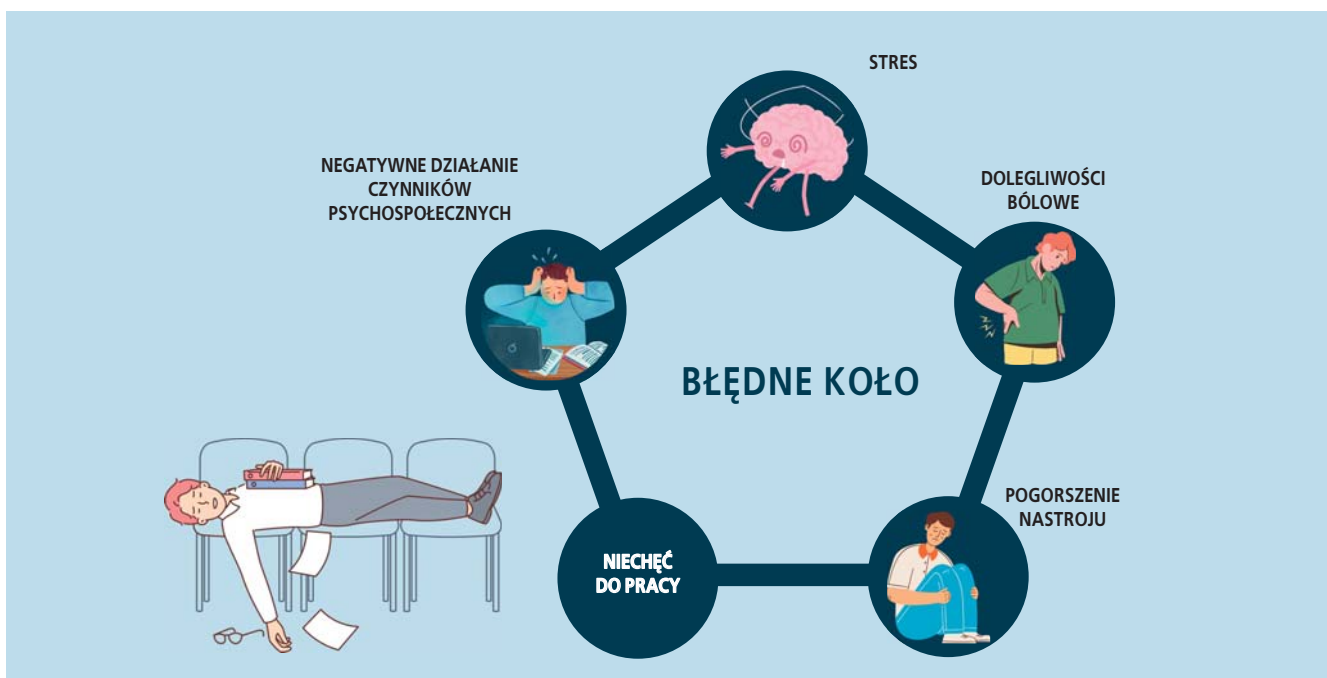 STRES
NEGATYWNE DZIAŁANIE
CZYNNIKÓW
PSYCHOSPOŁECZNYCH
DOLEGLIWOŚCI
BÓLOWE
BŁĘDNE KOŁO
POGORSZENIE
NASTROJU
NIECHĘĆ
DO PRACY